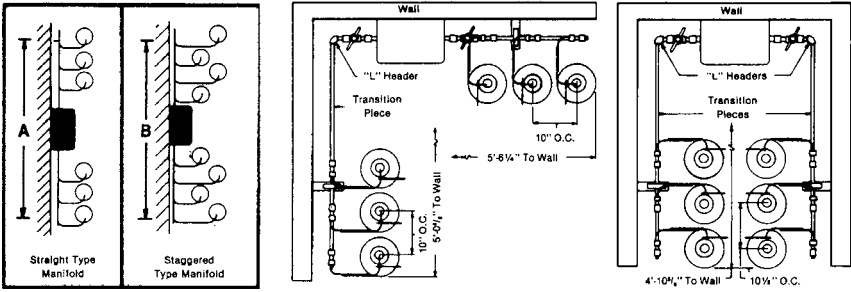 A
B
Straight Type
Manifold
Staggered
Type Manifold
Wall
"L" Header
Transition
Piece
10" O.C.
5'-6¼" To Wall
10" O.C.
Wall
"L" Headers
Transition
Pieces
10½" O.C.